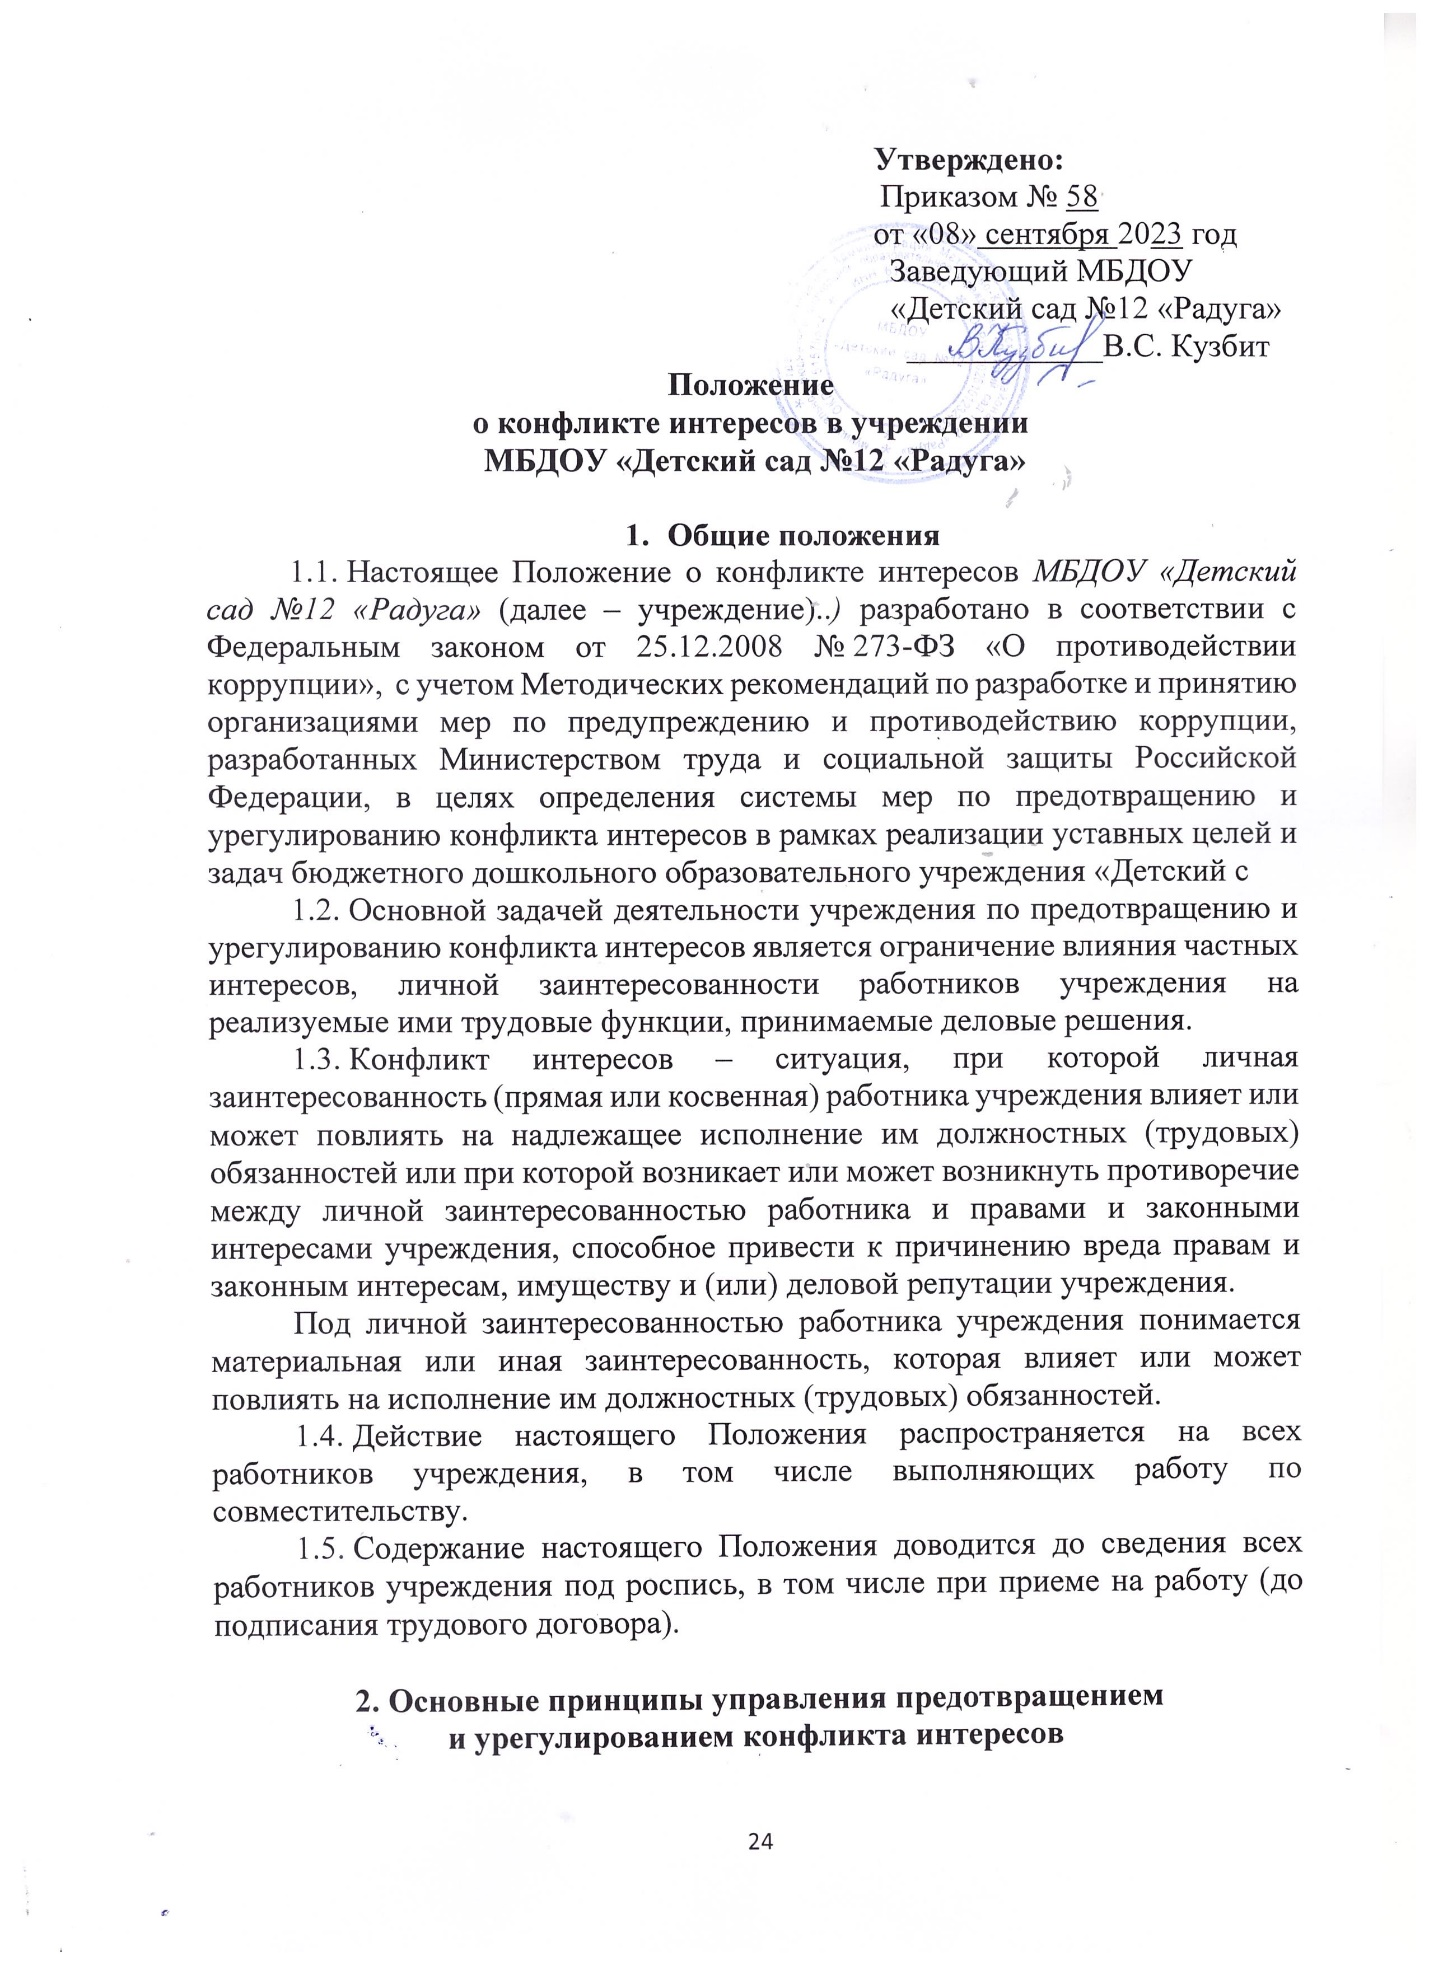 Утверждено:
Приказом № 58
от «08» сентября 2023 год
Заведующий МБДОУ
«Детский сад №12 «Радуга»
МБДОУ
«Радуга»
В.С. Кузбит
Положение
о конфликте интересов в учреждении
МБДОУ «Детский сад №12 «Радуга»
1. Общие положения
1.1. Настоящее Положение о конфликте интересов МБДОУ «Детский
сад №12 «Радуга» (далее – учреждение)..) разработано в соответствии с
Федеральным законом от 25.12.2008 № 273-ФЗ «О противодействии
коррупции», с учетом Методических рекомендаций по разработке и принятию
организациями мер по предупреждению и противодействию коррупции,
разработанных Министерством труда и социальной защиты Российской
Федерации, в целях определения системы мер по предотвращению и
урегулированию конфликта интересов в рамках реализации уставных целей и
задач бюджетного дошкольного образовательного учреждения «Детский с
1.2. Основной задачей деятельности учреждения по предотвращению и
урегулированию конфликта интересов является ограничение влияния частных
интересов, личной заинтересованности работников учреждения на
реализуемые ими трудовые функции, принимаемые деловые решения.
1.3. Конфликт интересов – ситуация, при которой личная
заинтересованность (прямая или косвенная) работника учреждения влияет или
может повлиять на надлежащее исполнение им должностных (трудовых)
обязанностей или при которой возникает или может возникнуть противоречие
между личной заинтересованностью работника и правами и законными
интересами учреждения, способное привести к причинению вреда правам и
законным интересам, имуществу и (или) деловой репутации учреждения.
Под личной заинтересованностью работника учреждения понимается
материальная или иная заинтересованность, которая влияет или может
повлиять на исполнение им должностных (трудовых) обязанностей.
1.4. Действие настоящего Положения распространяется на всех
работников учреждения, в том числе выполняющих работу по
совместительству.
1.5. Содержание настоящего Положения доводится до сведения всех
работников учреждения под роспись, в том числе при приеме на работу (до
подписания трудового договора).
2. Основные принципы управления предотвращением
и урегулированием конфликта интересов
24